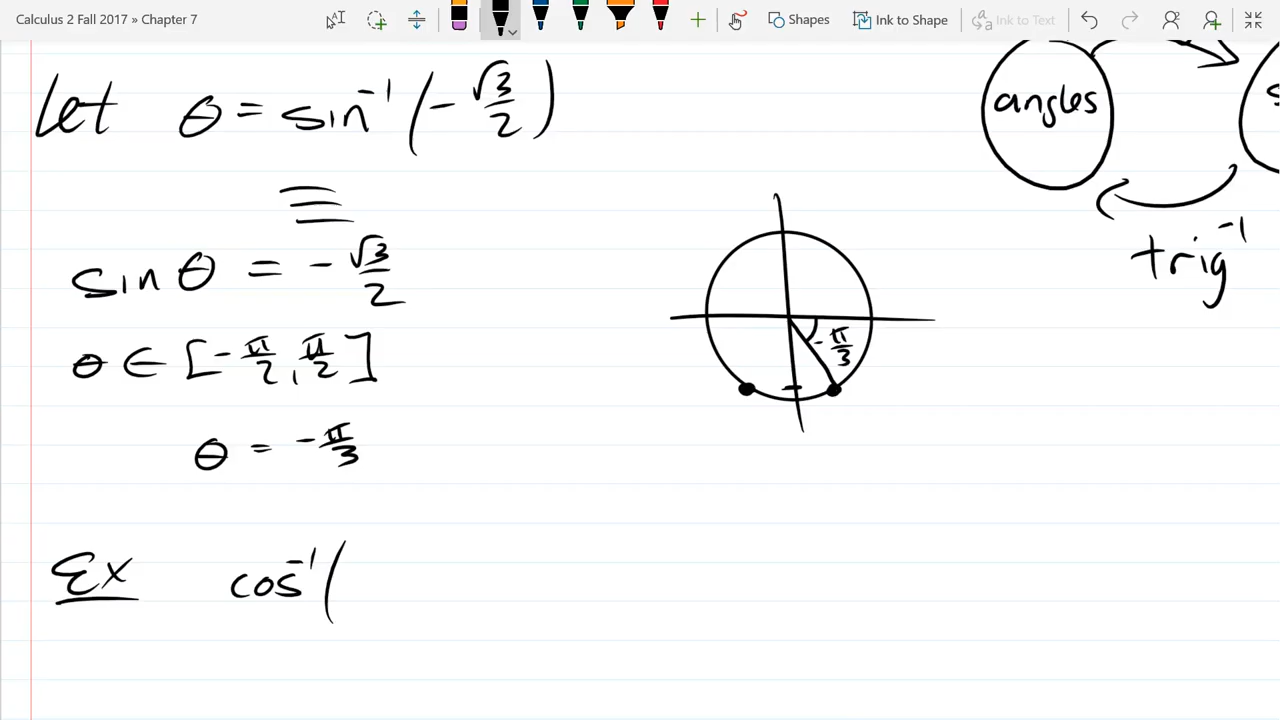 Calculus 2 Fall 2017 » Chapter 7
Shapes
Ink to Shape
Ink to Text
Let θ = sin⁻¹(-√3/2)
angles
s
trig⁻¹
sin θ = -√3/2
θ ∈ [-π/2, π/2]
-π/3
θ = -π/3
Ex cos⁻¹(